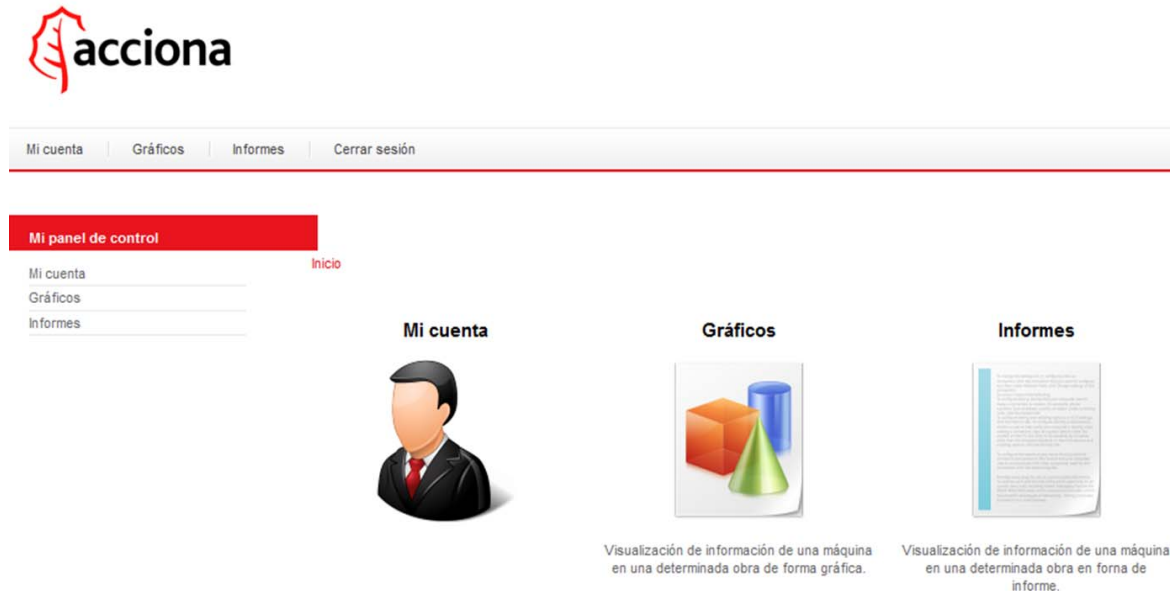 acciona
Mi cuenta Gráficos Informes Cerrar sesión
Mi panel de control
Inicio
Mi cuenta
Gráficos
Informes
Mi cuenta Gráficos Informes
Visualización de información de una máquina
en una determinada obra de forma gráfica.
Visualización de información de una máquina
en una determinada obra en forna de
informe.